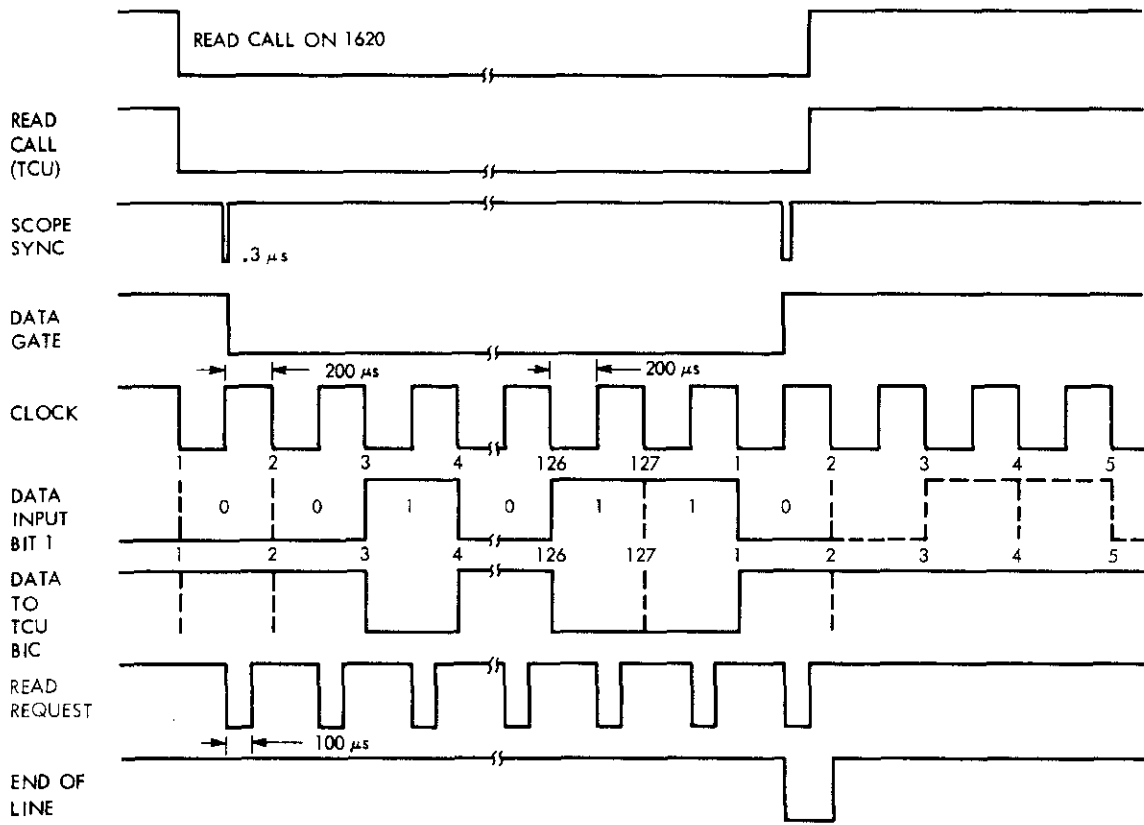 READ CALL ON 1620
READ
CALL
(TCU)
SCOPE
SYNC
.3 μs
DATA
GATE
200 μs 200 μs
CLOCK
1 2 3 4 126 127 1 2 3 4 5
DATA
INPUT
BIT 1
0 0 1 0 1 1 0
1 2 3 4 126 127 1 2 3 4 5
DATA
TO
TCU
BIC
READ
REQUEST
100 μs
END OF
LINE